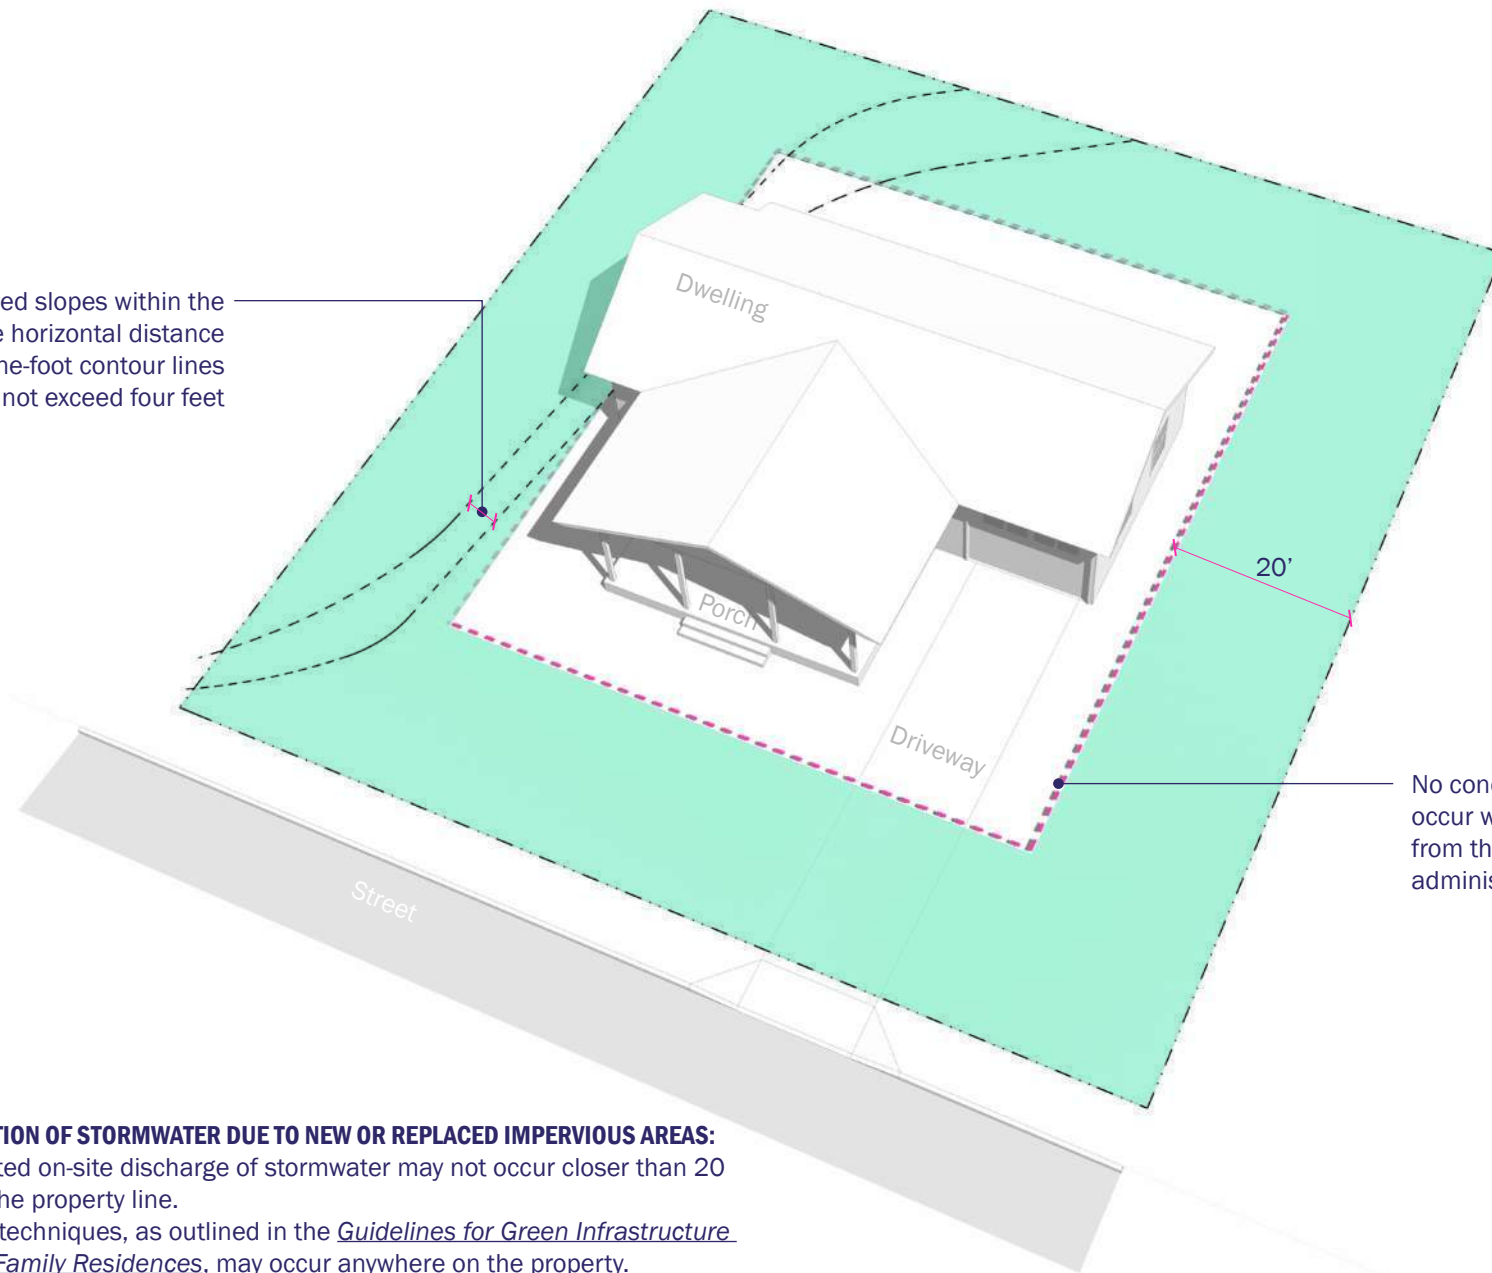 ed slopes within the
horizontal distance
ne-foot contour lines
not exceed four feet
Dwelling
20’
Porch
Driveway
No
occur
from
Street
TION OF STORMWATER DUE TO NEW OR REPLACED IMPERVIOUS AREAS:
ted on-site discharge of stormwater may not occur closer than 20
he property line.
techniques, as outlined in the Guidelines for Green Infrastructure
Family Residences, may occur anywhere on the property.